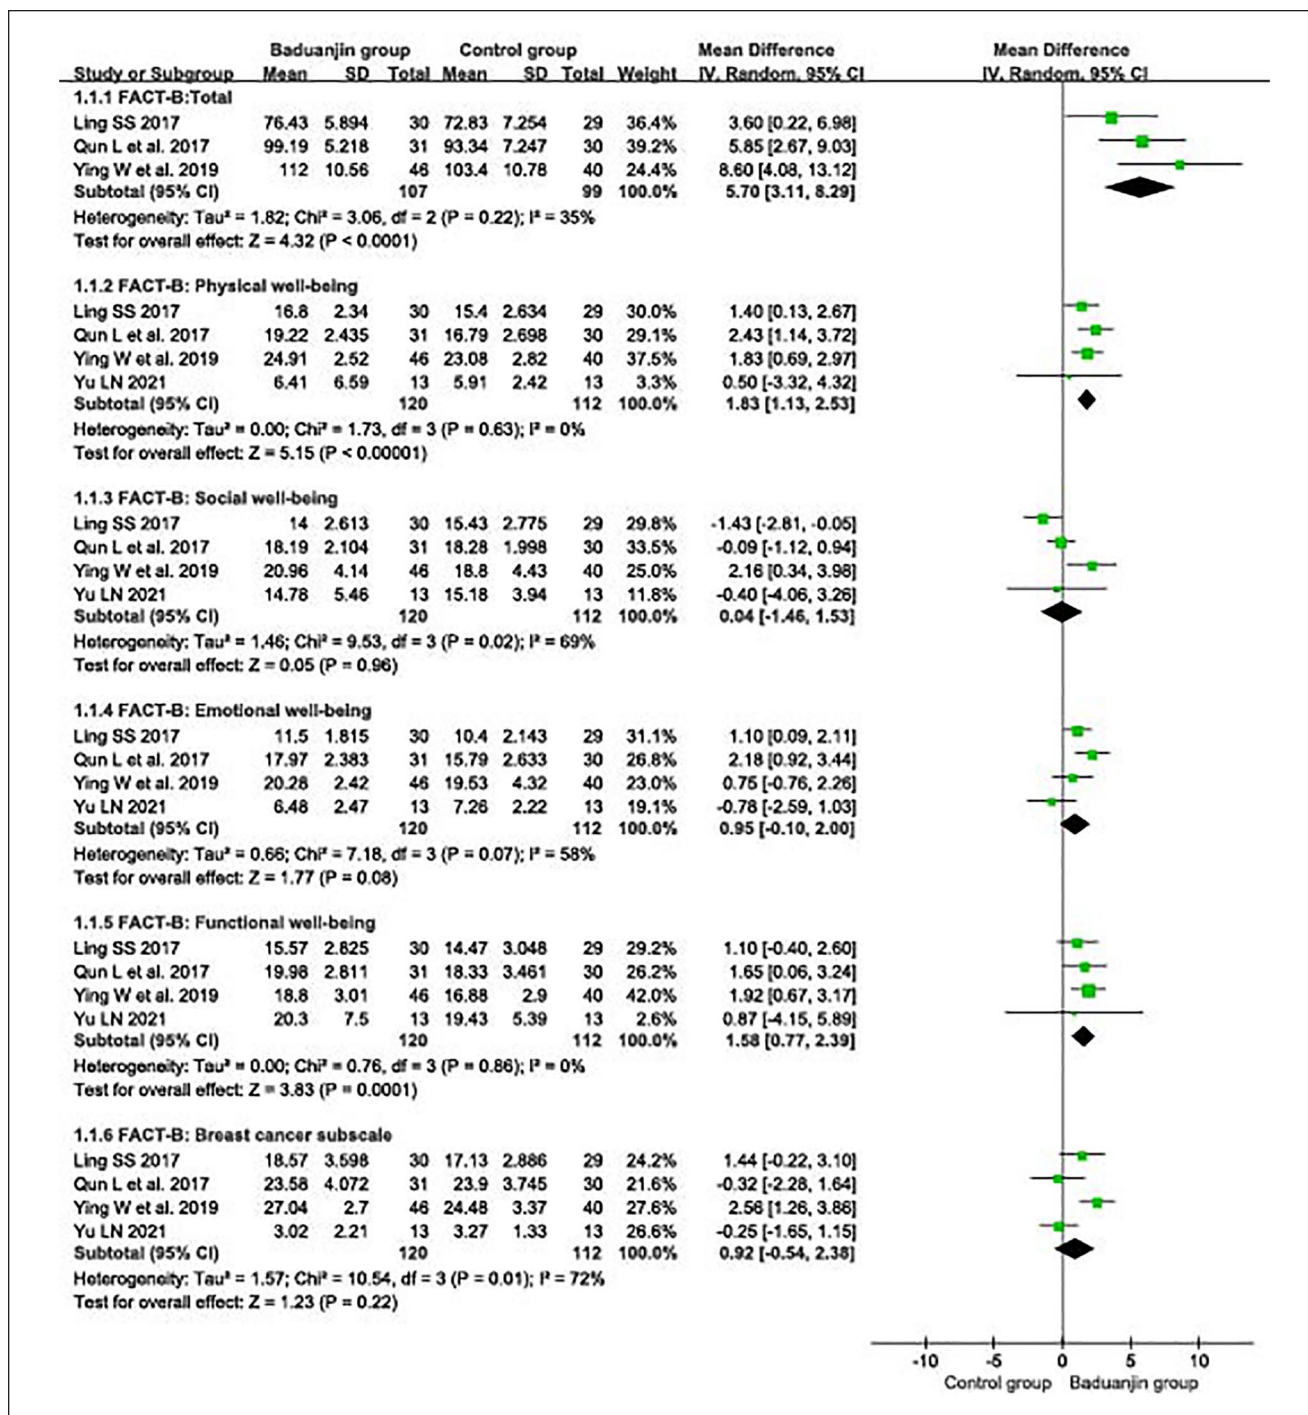 Baduanjin group Control group Mean Difference Mean Difference
Study or Subgroup Mean SD Total Mean SD Total Weight IV, Random, 95% CI IV, Random, 95% CI
1.1.1 FACT-B:Total
Ling SS 2017 76.43 5.894 30 72.83 7.254 29 36.4% 3.60 [0.22, 6.98]
Qun L et al. 2017 99.19 5.218 31 93.34 7.247 30 39.2% 5.85 [2.67, 9.03]
Ying W et al. 2019 112 10.56 46 103.4 10.78 40 24.4% 8.60 [4.08, 13.12]
Subtotal (95% CI) 107 99 100.0% 5.70 [3.11, 8.29]
Heterogeneity: Tau² = 1.82; Chi² = 3.06, df = 2 (P = 0.22); I² = 35%
Test for overall effect: Z = 4.32 (P < 0.0001)
1.1.2 FACT-B: Physical well-being
Ling SS 2017 16.8 2.34 30 15.4 2.634 29 30.0% 1.40 [0.13, 2.67]
Qun L et al. 2017 19.22 2.435 31 16.79 2.698 30 29.1% 2.43 [1.14, 3.72]
Ying W et al. 2019 24.91 2.52 46 23.08 2.82 40 37.5% 1.83 [0.69, 2.97]
Yu LN 2021 6.41 6.59 13 5.91 2.42 13 3.3% 0.50 [-3.32, 4.32]
Subtotal (95% CI) 120 112 100.0% 1.83 [1.13, 2.53]
Heterogeneity: Tau² = 0.00; Chi² = 1.73, df = 3 (P = 0.63); I² = 0%
Test for overall effect: Z = 5.15 (P < 0.00001)
1.1.3 FACT-B: Social well-being
Ling SS 2017 14 2.613 30 15.43 2.775 29 29.8% -1.43 [-2.81, -0.05]
Qun L et al. 2017 18.19 2.104 31 18.28 1.998 30 33.5% -0.09 [-1.12, 0.94]
Ying W et al. 2019 20.96 4.14 46 18.8 4.43 40 25.0% 2.16 [0.34, 3.98]
Yu LN 2021 14.78 5.46 13 15.18 3.94 13 11.8% -0.40 [-4.06, 3.26]
Subtotal (95% CI) 120 112 100.0% 0.04 [-1.46, 1.53]
Heterogeneity: Tau² = 1.46; Chi² = 9.53, df = 3 (P = 0.02); I² = 69%
Test for overall effect: Z = 0.05 (P = 0.96)
1.1.4 FACT-B: Emotional well-being
Ling SS 2017 11.5 1.815 30 10.4 2.143 29 31.1% 1.10 [0.09, 2.11]
Qun L et al. 2017 17.97 2.383 31 15.79 2.633 30 26.8% 2.18 [0.92, 3.44]
Ying W et al. 2019 20.28 2.42 46 19.53 4.32 40 23.0% 0.75 [-0.76, 2.26]
Yu LN 2021 6.48 2.47 13 7.26 2.22 13 19.1% -0.78 [-2.59, 1.03]
Subtotal (95% CI) 120 112 100.0% 0.95 [-0.10, 2.00]
Heterogeneity: Tau² = 0.66; Chi² = 7.18, df = 3 (P = 0.07); I² = 58%
Test for overall effect: Z = 1.77 (P = 0.08)
1.1.5 FACT-B: Functional well-being
Ling SS 2017 15.57 2.825 30 14.47 3.048 29 29.2% 1.10 [-0.40, 2.60]
Qun L et al. 2017 19.98 2.811 31 18.33 3.461 30 26.2% 1.65 [0.06, 3.24]
Ying W et al. 2019 18.8 3.01 46 16.88 2.9 40 42.0% 1.92 [0.67, 3.17]
Yu LN 2021 20.3 7.5 13 19.43 5.39 13 2.6% 0.87 [-4.15, 5.89]
Subtotal (95% CI) 120 112 100.0% 1.58 [0.77, 2.39]
Heterogeneity: Tau² = 0.00; Chi² = 0.76, df = 3 (P = 0.86); I² = 0%
Test for overall effect: Z = 3.83 (P = 0.0001)
1.1.6 FACT-B: Breast cancer subscale
Ling SS 2017 18.57 3.598 30 17.13 2.886 29 24.2% 1.44 [-0.22, 3.10]
Qun L et al. 2017 23.58 4.072 31 23.9 3.745 30 21.6% -0.32 [-2.28, 1.64]
Ying W et al. 2019 27.04 2.7 46 24.48 3.37 40 27.6% 2.56 [1.26, 3.86]
Yu LN 2021 3.02 2.21 13 3.27 1.33 13 26.6% -0.25 [-1.65, 1.15]
Subtotal (95% CI) 120 112 100.0% 0.92 [-0.54, 2.38]
Heterogeneity: Tau² = 1.57; Chi² = 10.54, df = 3 (P = 0.01); I² = 72%
Test for overall effect: Z = 1.23 (P = 0.22)
-10 -5 0 5 10
Control group Baduanjin group